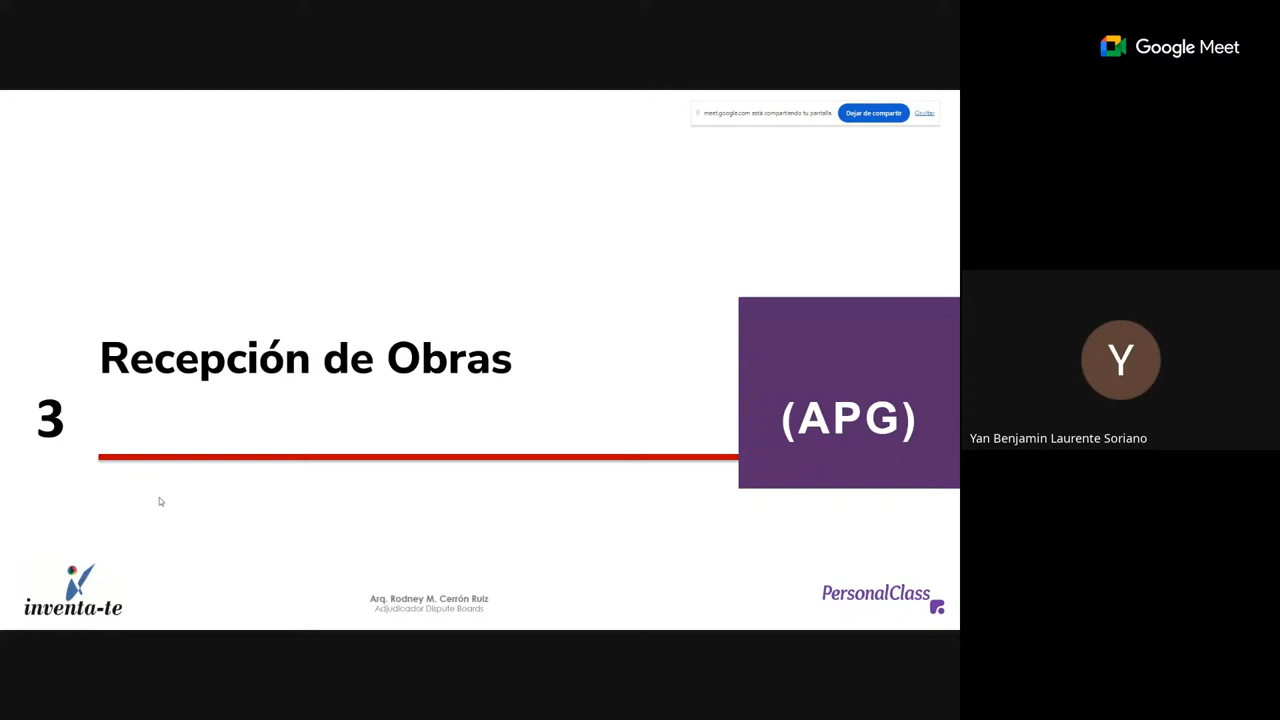 Google Meet
meet.google.com está compartiendo tu pantalla.
Dejar de compartir
Ocultar
Recepción de Obras
3
(APG)
Y
Yan Benjamin Laurente Soriano
inventa-te
Arq. Rodney M. Cerrón Ruiz
Adjudicador Dispute Boards
PersonalClass